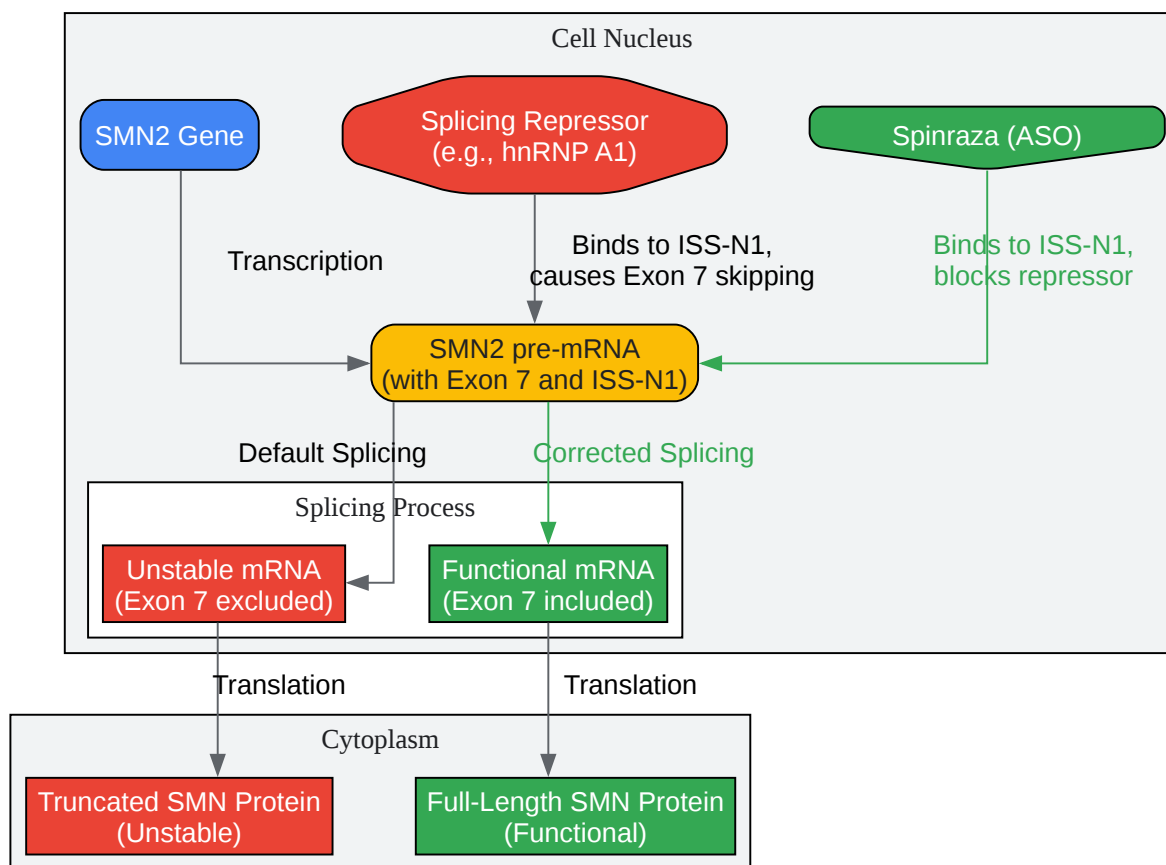 Cell Nucleus
SMN2 Gene
Splicing Repressor
(e.g., hnRNP A1)
Spinraza (ASO)
Transcription
Binds to ISS-N1,
causes Exon 7 skipping
Binds to ISS-N1,
blocks repressor
SMN2 pre-mRNA
(with Exon 7 and ISS-N1)
Default Splicing
Corrected Splicing
Splicing Process
Unstable mRNA
(Exon 7 excluded)
Functional mRNA
(Exon 7 included)
Translation
Translation
Cytoplasm
Truncated SMN Protein
(Unstable)
Full-Length SMN Protein
(Functional)